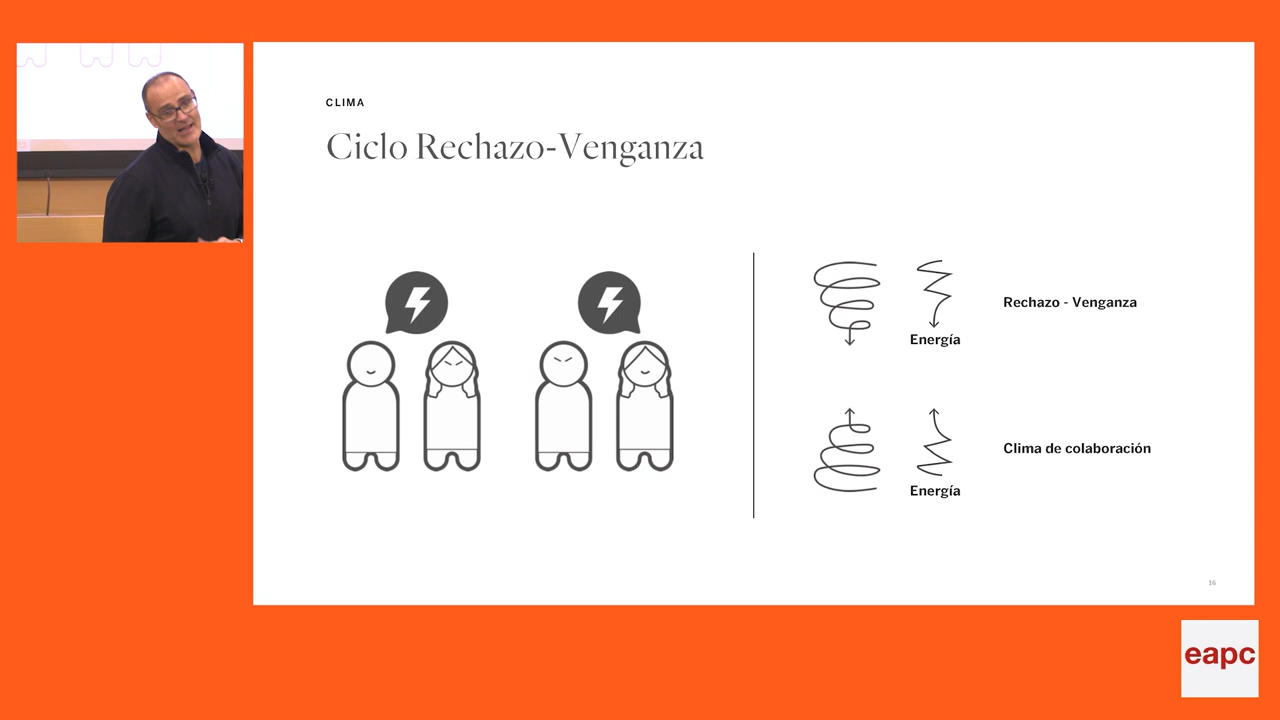 CLIMA
Ciclo Rechazo-Venganza
Rechazo - Venganza
Energía
Clima de colaboración
Energía
16
eapc